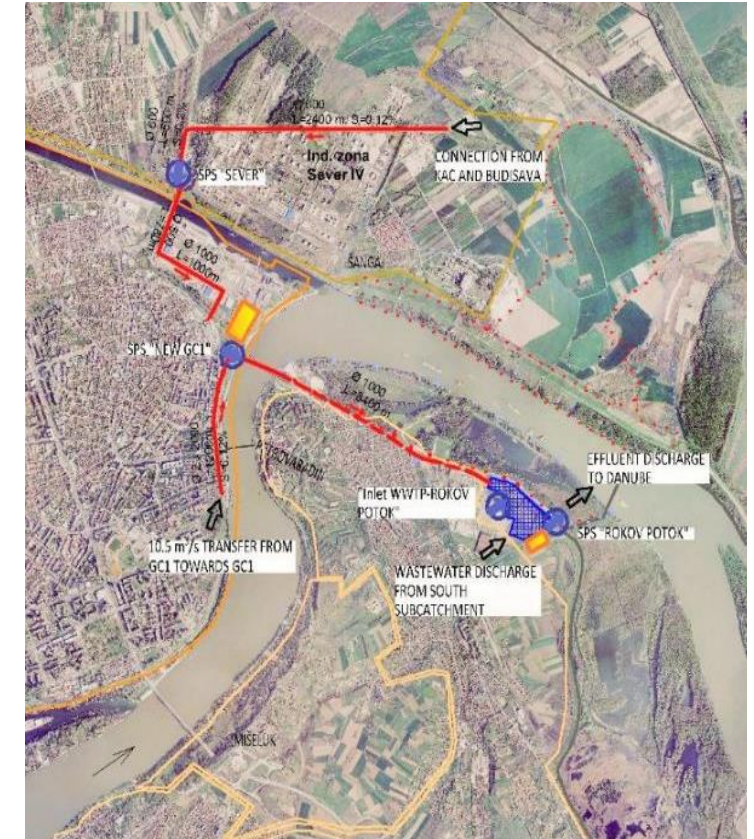 L=2400 m, S=0.12%
Ind. zona
Sever IV
CONNECTION FROM
KAC AND BUDISAVA
SPS "SEVER"
Ø 1000
ŠANGAJ
SPS "NEW GC1"
Ø 1000
EFFLUENT DISCHARGE
TO DANUBE
"Inlet WWTP-ROKOV
POTOK"
SPS "ROKOV POTOK"
10.5 m³/s TRANSFER FROM
GC1 TOWARDS GC1
WASTEWATER DISCHARGE
FROM SOUTH
SUBCATCHMENT
MIŠELUK